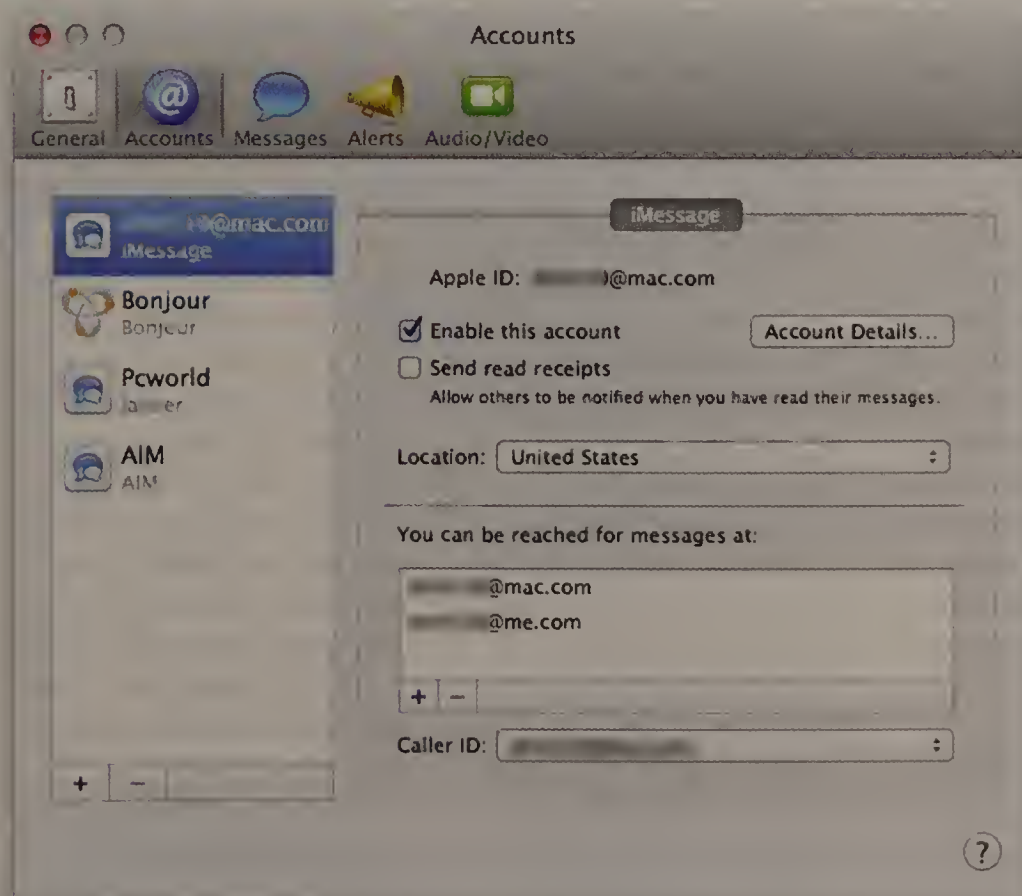 Accounts
General Accounts Messages Alerts Audio/Video
@mac.com
iMessage
iMessage
Apple ID: @mac.com
Bonjour
Bonjour
Enable this account Account Details...
Send read receipts
Allow others to be notified when you have read their messages.
Pcworld
Jabber
AIM
AIM
Location: United States
You can be reached for messages at:
@mac.com
@me.com
+ −
Caller ID:
+ −
?